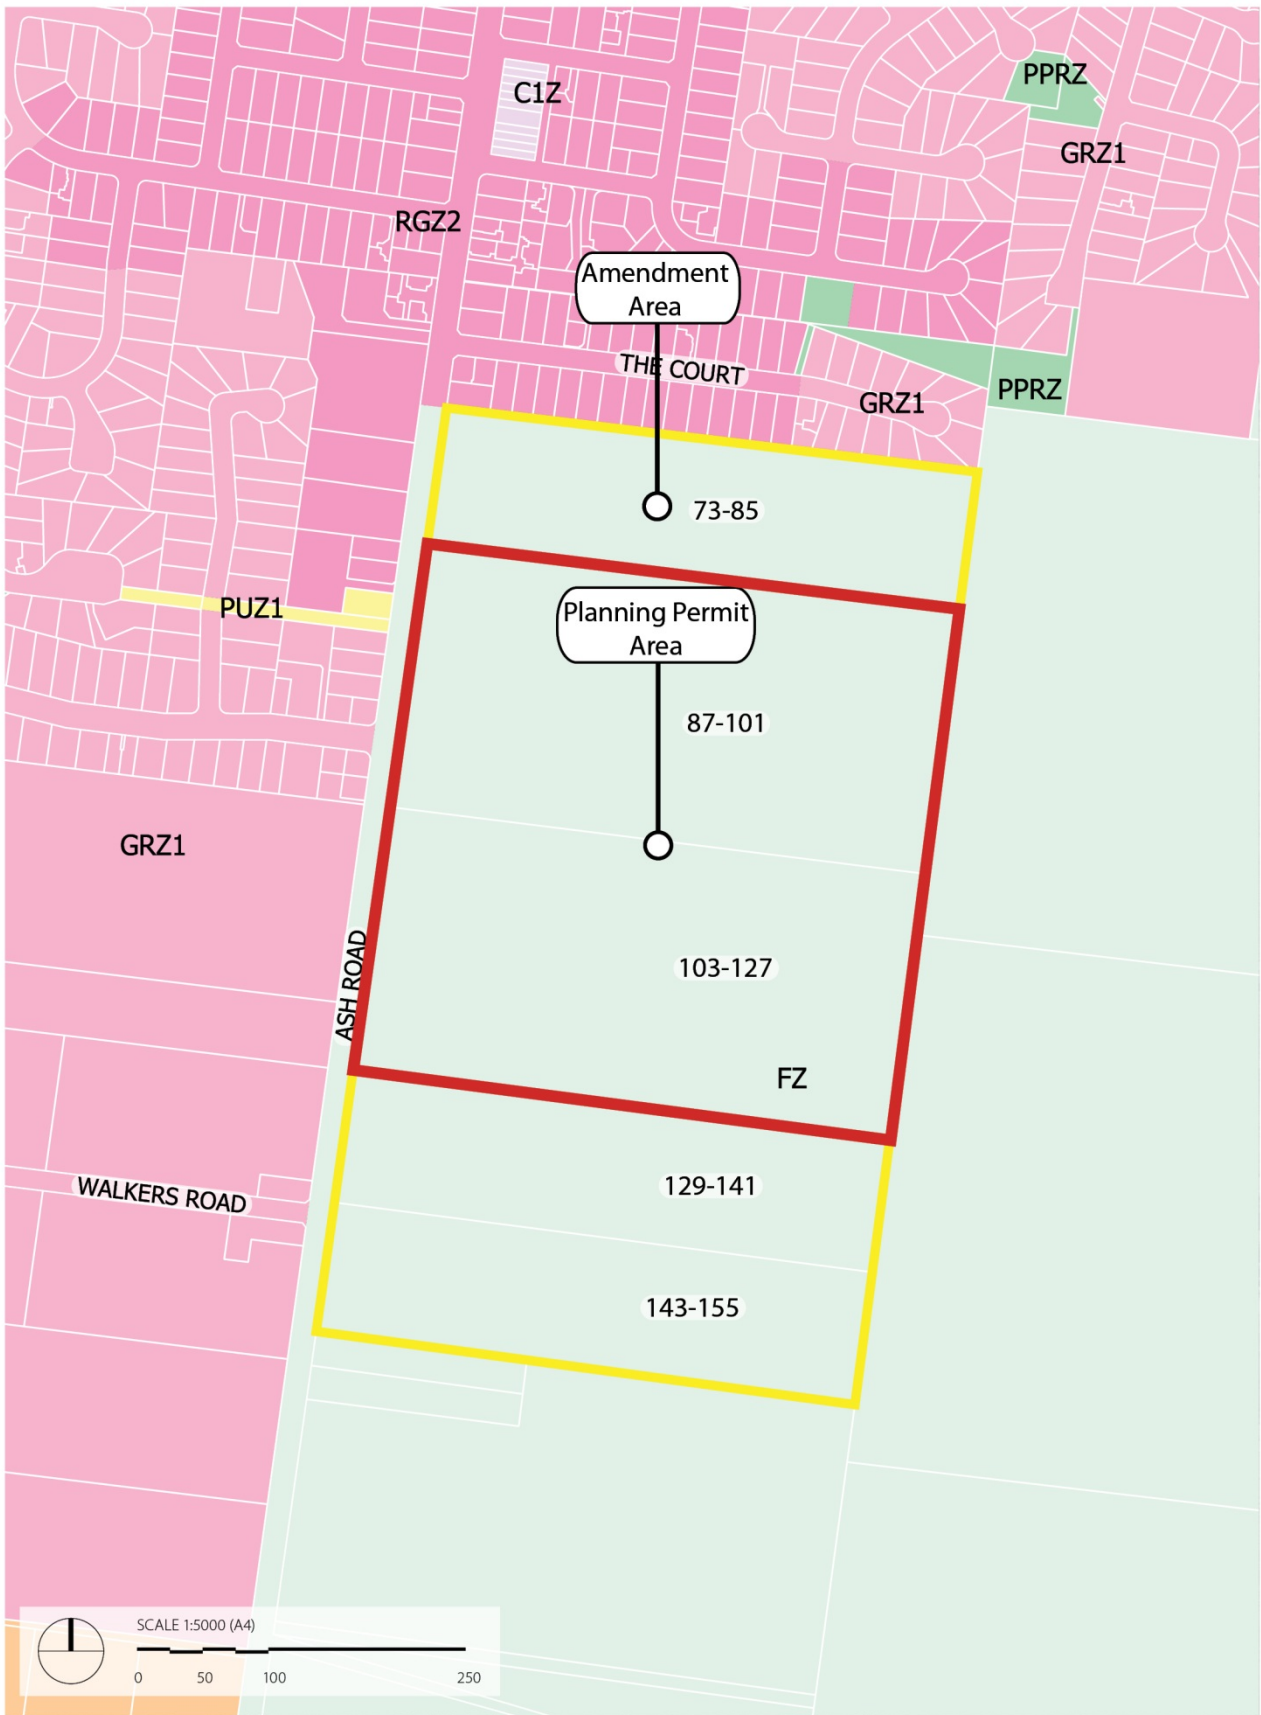 PPRZ
C1Z
GRZ1
RGZ2
Amendment
Area
THE COURT
PPRZ
GRZ1
73-85
PUZ1
Planning Permit
Area
87-101
GRZ1
103-127
ASH ROAD
FZ
129-141
WALKERS ROAD
143-155
SCALE 1:5000 (A4)
0 50 100 250